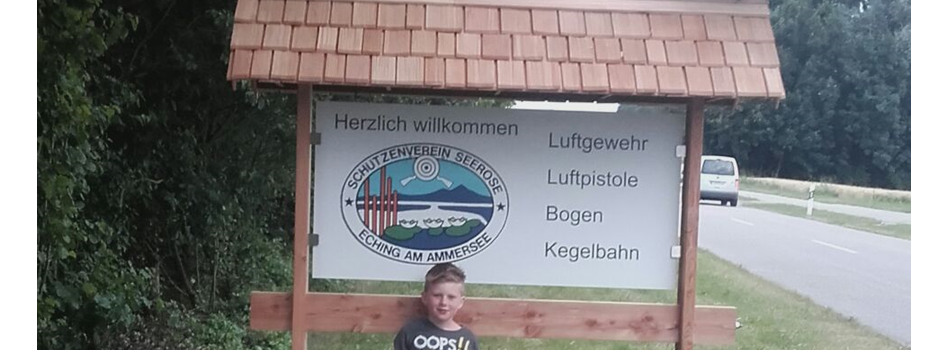 Herzlich willkommen
SCHÜTZENVEREIN SEEROSE
ECHING AM AMMERSEE
Luftgewehr
Luftpistole
Bogen
Kegelbahn
OOPS!!